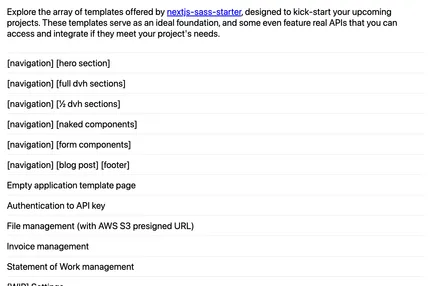 Explore the array of templates offered by nextjs-sass-starter, designed to kick-start your upcoming
projects. These templates serve as an ideal foundation, and some even feature real APIs that you can
access and integrate if they meet your project's needs.
[navigation] [hero section]
[navigation] [full dvh sections]
[navigation] [½ dvh sections]
[navigation] [naked components]
[navigation] [form components]
[navigation] [blog post] [footer]
Empty application template page
Authentication to API key
File management (with AWS S3 presigned URL)
Invoice management
Statement of Work management
[WIP] Settings